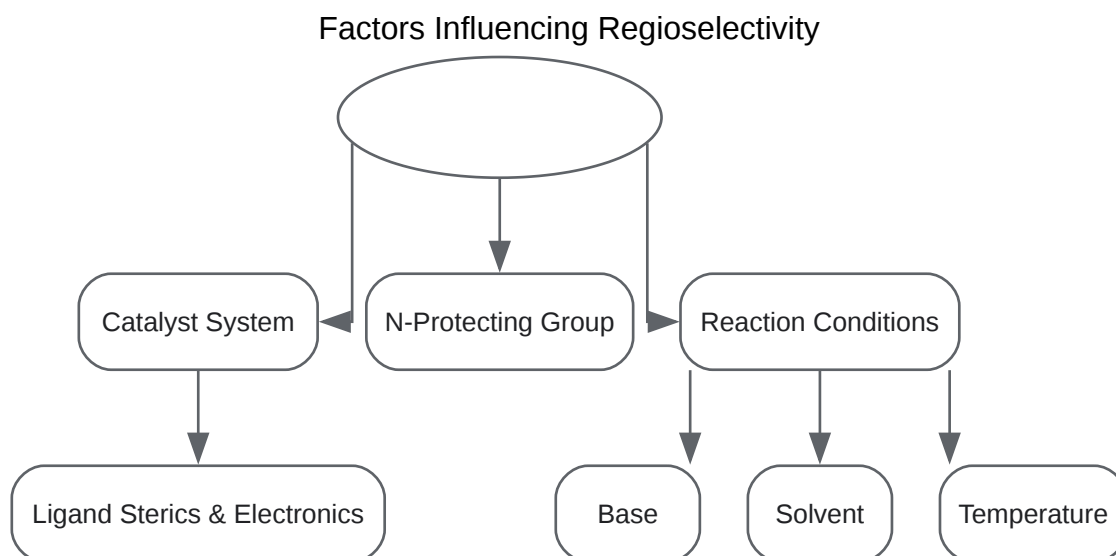 Factors Influencing Regioselectivity
Catalyst System
N-Protecting Group
Reaction Conditions
Ligand Sterics & Electronics
Base
Solvent
Temperature